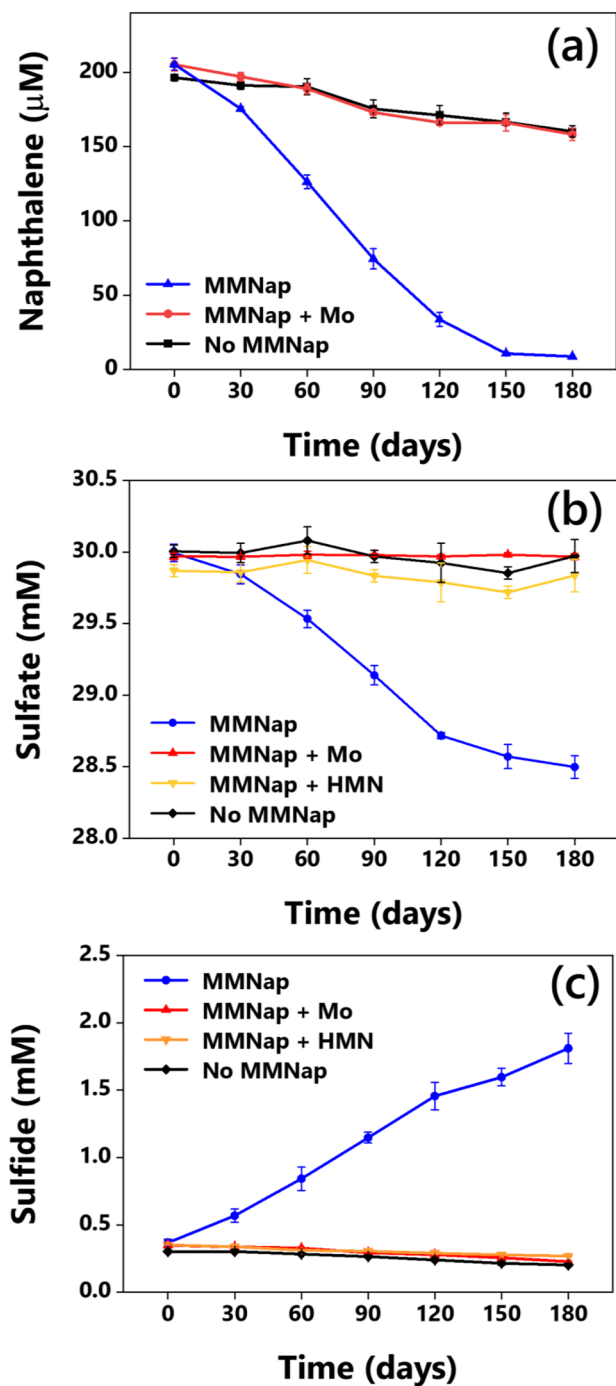 (a)
Naphthalene (μM)
200
150
100
50
0
MMNap
MMNap + Mo
No MMNap
0 30 60 90 120 150 180
Time (days)
(b)
Sulfate (mM)
30.5
30.0
29.5
29.0
28.5
28.0
MMNap
MMNap + Mo
MMNap + HMN
No MMNap
0 30 60 90 120 150 180
Time (days)
(c)
Sulfide (mM)
2.5
2.0
1.5
1.0
0.5
0.0
MMNap
MMNap + Mo
MMNap + HMN
No MMNap
0 30 60 90 120 150 180
Time (days)